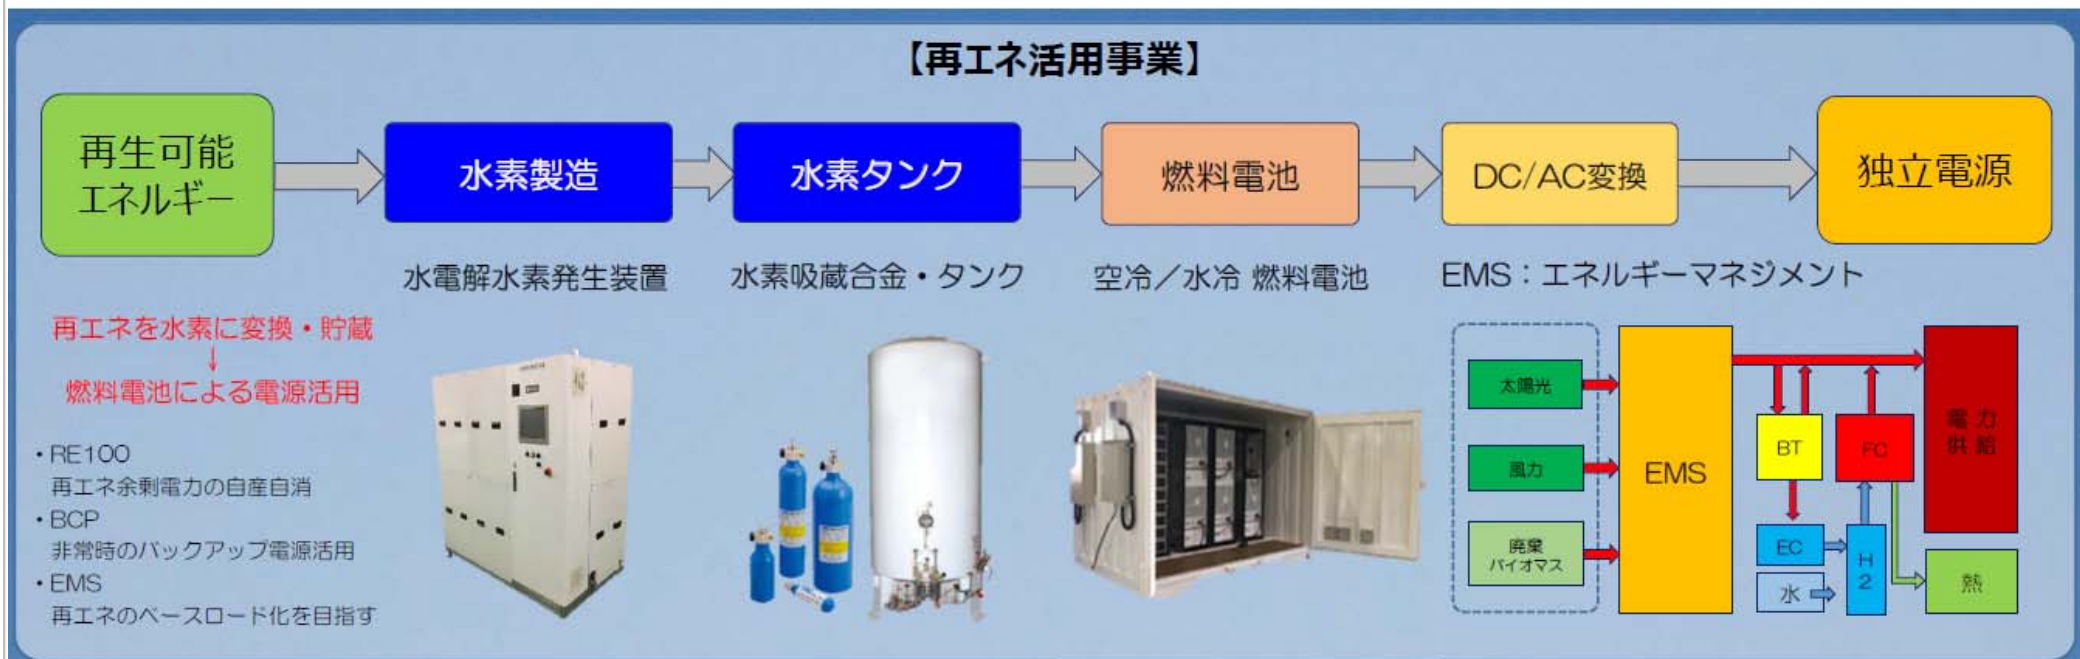 【再エネ活用事業】
再生可能
エネルギー
水素製造
水素タンク
燃料電池
DC/AC変換
独立電源
水電解水素発生装置
水素吸蔵合金・タンク
空冷／水冷 燃料電池
EMS：エネルギーマネジメント
再エネを水素に変換・貯蔵
↓
燃料電池による電源活用
・RE100
再エネ余剰電力の自産自消
・BCP
非常時のバックアップ電源活用
・EMS
再エネのベースロード化を目指す
太陽光
風力
廃棄
バイオマス
EMS
BT
FC
EC
水
H
2
電力
供給
熱